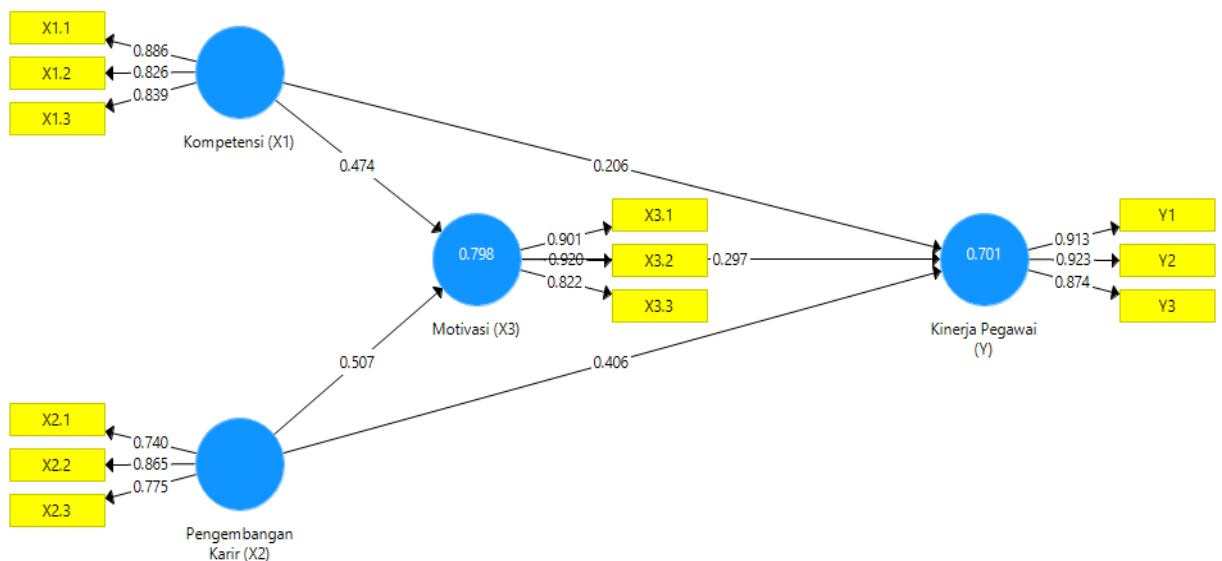 X1.1
0.886
X1.2
0.826
X1.3
0.839
Kompetensi (X1)
0.474
0.206
X3.1
0.901
0.798
X3.2
0.920
0.297
X3.3
0.822
Motivasi (X3)
Y1
0.913
0.701
Y2
0.923
Y3
0.874
Kinerja Pegawai
(Y)
0.507
0.406
X2.1
0.740
X2.2
0.865
X2.3
0.775
Pengembangan
Karir (X2)